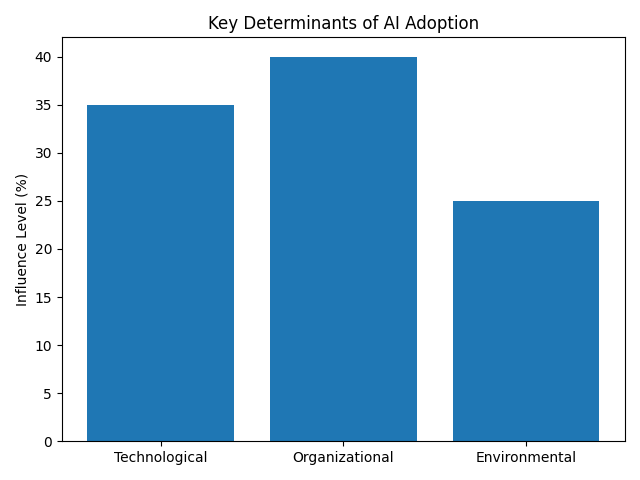 Key Determinants of AI Adoption
Influence Level (%)
40
35
30
25
20
15
10
5
0
Technological
Organizational
Environmental